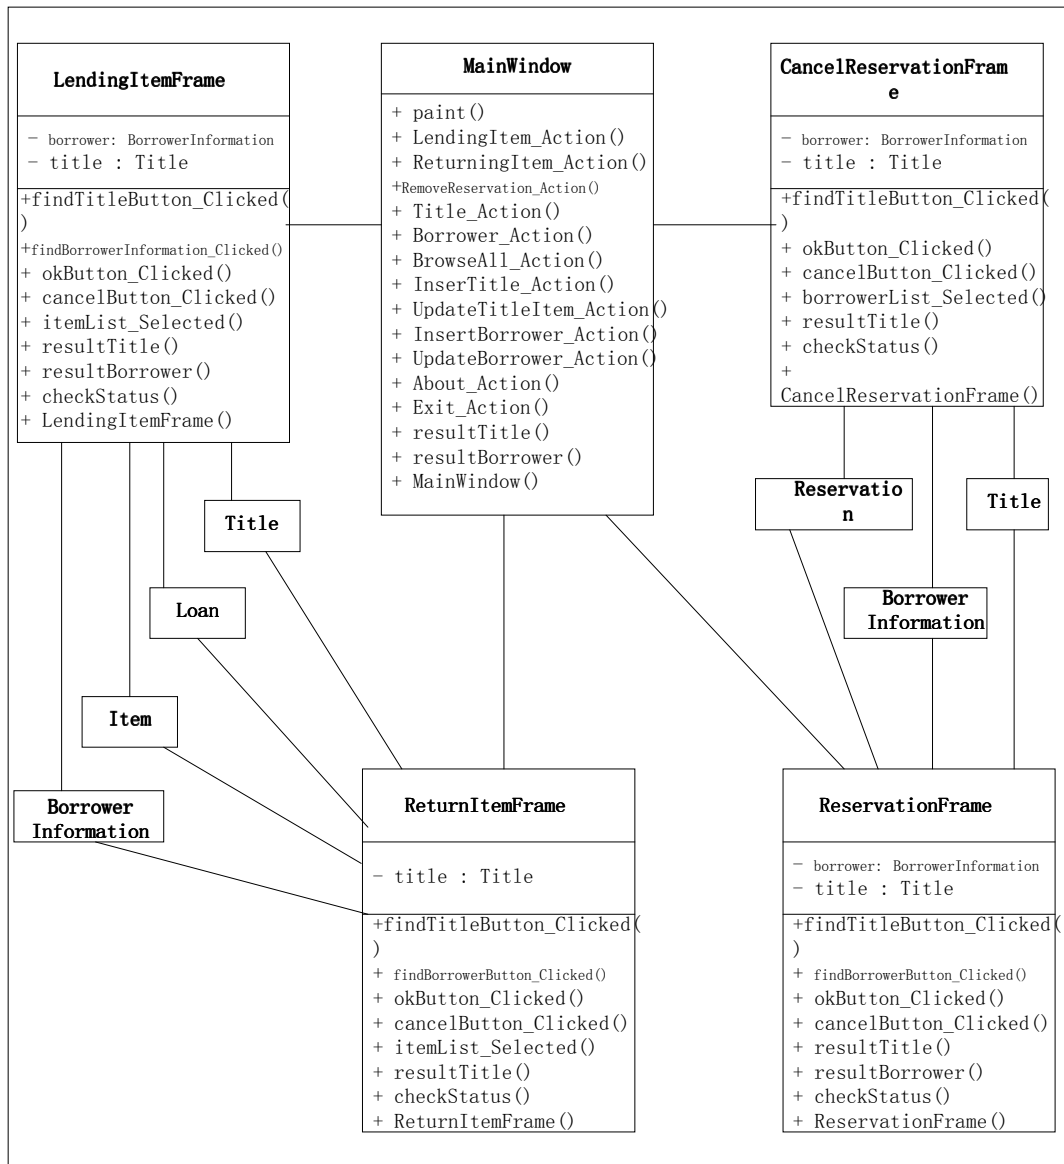 LendingItemFrame
− borrower: BorrowerInformation
− title : Title
+findTitleButton_Clicked(
)
+findBorrowerInformation_Clicked()
+ okButton_Clicked()
+ cancelButton_Clicked()
+ itemList_Selected()
+ resultTitle()
+ resultBorrower()
+ checkStatus()
+ LendingItemFrame()
MainWindow
+ paint()
+ LendingItem_Action()
+ ReturningItem_Action()
+RemoveReservation_Action()
+ Title_Action()
+ Borrower_Action()
+ BrowseAll_Action()
+ InserTitle_Action()
+ UpdateTitleItem_Action()
+ InsertBorrower_Action()
+ UpdateBorrower_Action()
+ About_Action()
+ Exit_Action()
+ resultTitle()
+ resultBorrower()
+ MainWindow()
CancelReservationFram
e
− borrower: BorrowerInformation
− title : Title
+findTitleButton_Clicked(
)
+ okButton_Clicked()
+ cancelButton_Clicked()
+ borrowerList_Selected()
+ resultTitle()
+ checkStatus()
+
CancelReservationFrame()
Title
Loan
Item
Borrower
Information
Reservatio
n
Title
Borrower
Information
ReturnItemFrame
− title : Title
+findTitleButton_Clicked(
)
+ findBorrowerButton_Clicked()
+ okButton_Clicked()
+ cancelButton_Clicked()
+ itemList_Selected()
+ resultTitle()
+ checkStatus()
+ ReturnItemFrame()
ReservationFrame
− borrower: BorrowerInformation
− title : Title
+findTitleButton_Clicked(
)
+ findBorrowerButton_Clicked()
+ okButton_Clicked()
+ cancelButton_Clicked()
+ resultTitle()
+ resultBorrower()
+ checkStatus()
+ ReservationFrame()